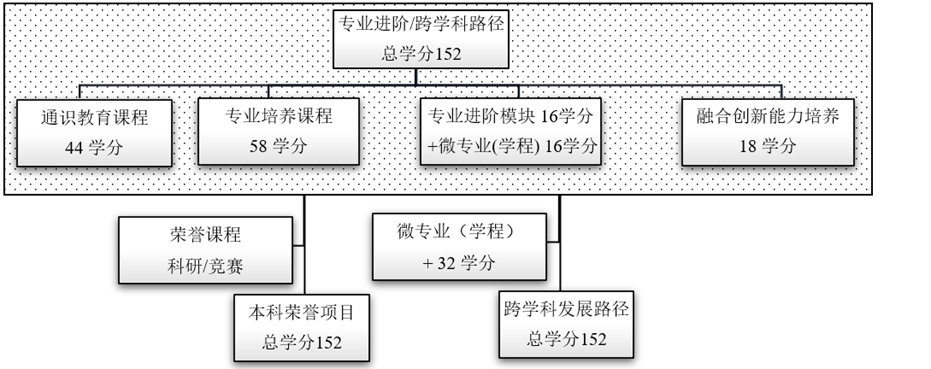 专业进阶/跨学科路径
总学分152
通识教育课程
44 学分
专业培养课程
58 学分
专业进阶模块 16学分
+微专业(学程) 16学分
融合创新能力培养
18 学分
荣誉课程
科研/竞赛
微专业（学程）
+ 32 学分
本科荣誉项目
总学分152
跨学科发展路径
总学分152